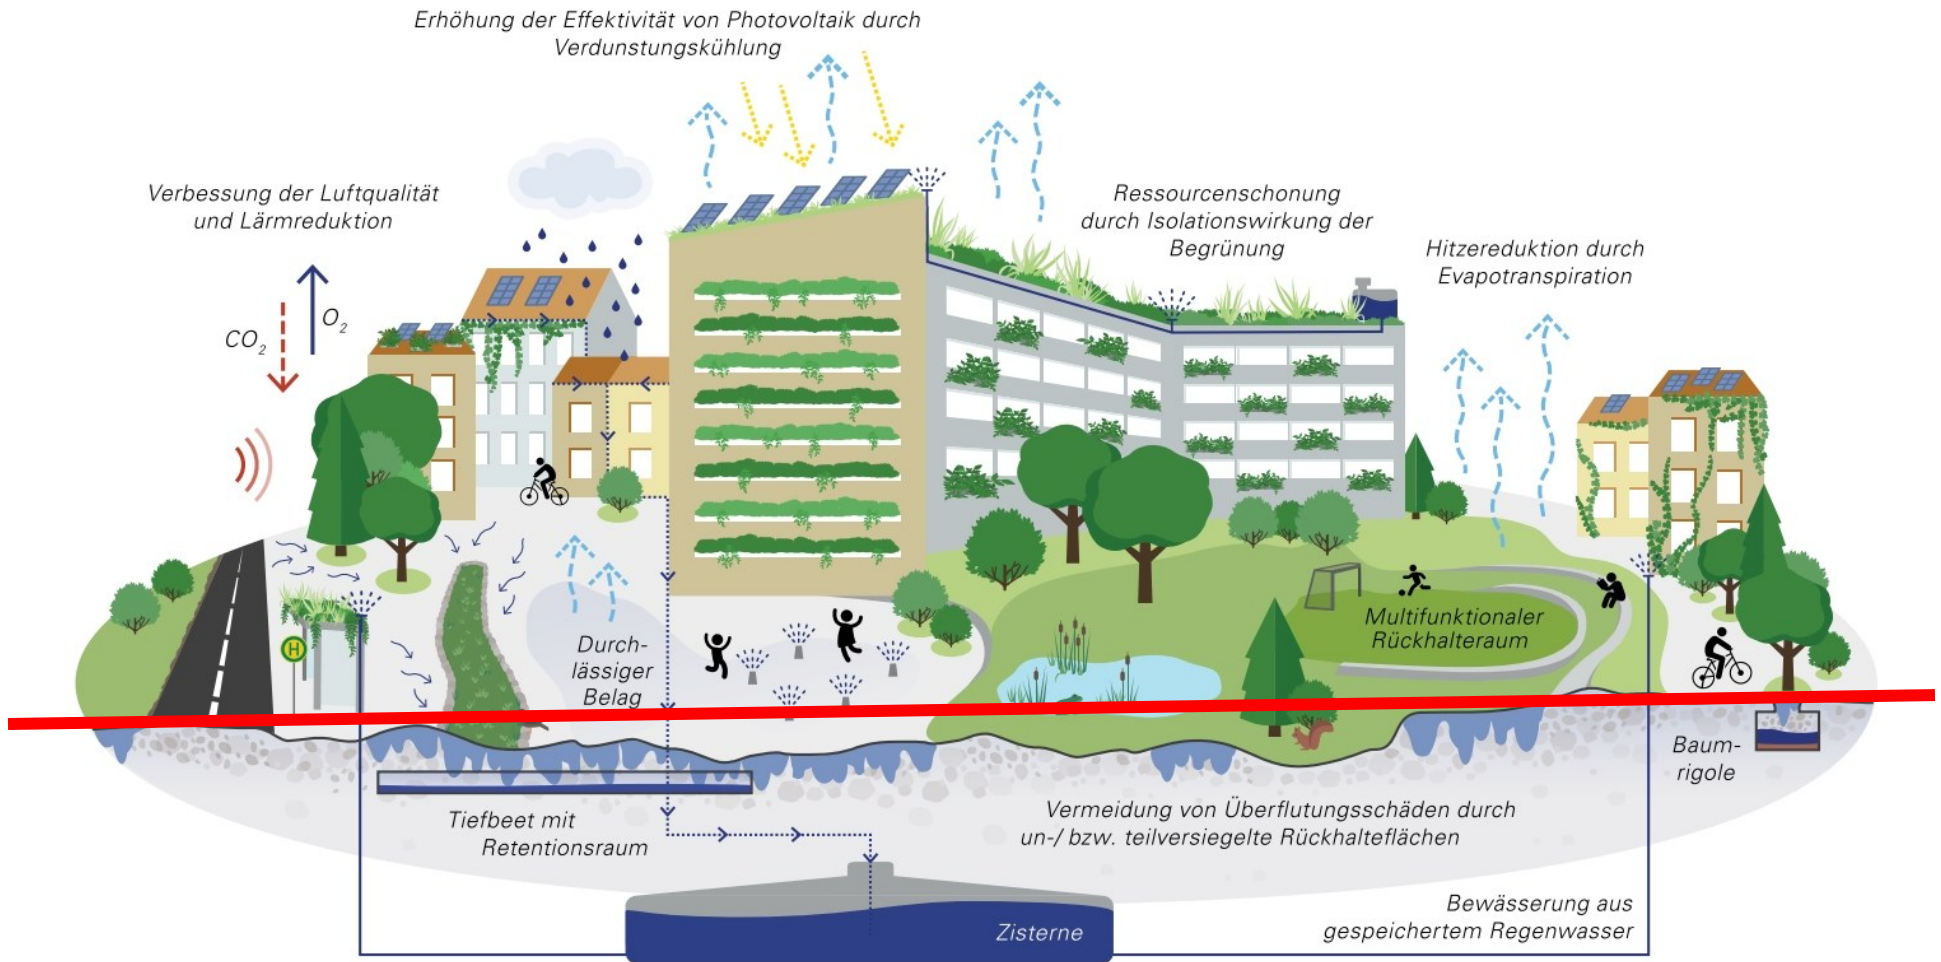 Erhöhung der Effektivität von Photovoltaik durch
Verdunstungskühlung
Verbessung der Luftqualität
und Lärmreduktion
Ressourcenschonung
durch Isolationswirkung der
Begrünung
Hitzereduktion durch
Evapotranspiration
CO₂
O₂
H
Durch-
lässiger
Belag
Multifunktionaler
Rückhalteraum
Baum-
rigole
Tiefbeet mit
Retentionsraum
Vermeidung von Überflutungsschäden durch
un-/ bzw. teilversiegelte Rückhalteflächen
Zisterne
Bewässerung aus
gespeichertem Regenwasser